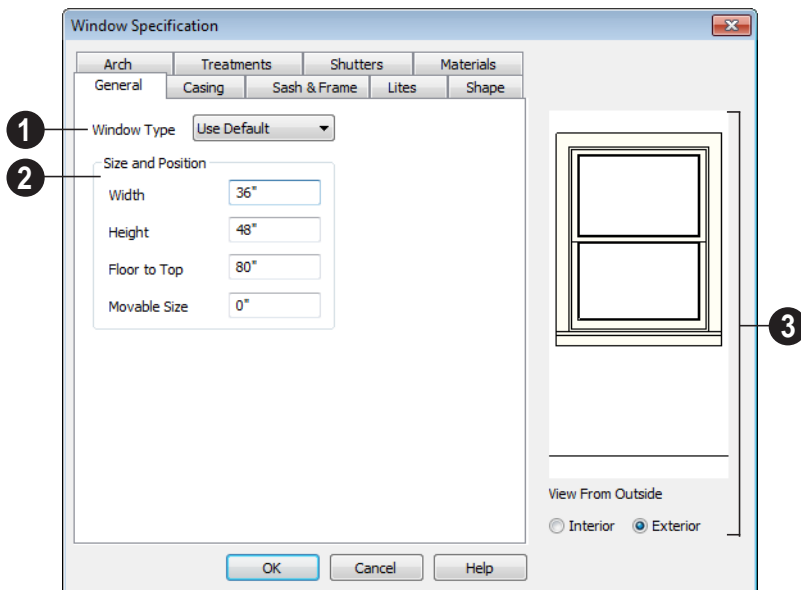 Window Specification
Arch Treatments Shutters Materials
General Casing Sash & Frame Lites Shape
1 Window Type Use Default
2 Size and Position
Width 36"
Height 48"
Floor to Top 80"
Movable Size 0"
3
View From Outside
Interior Exterior
OK Cancel Help